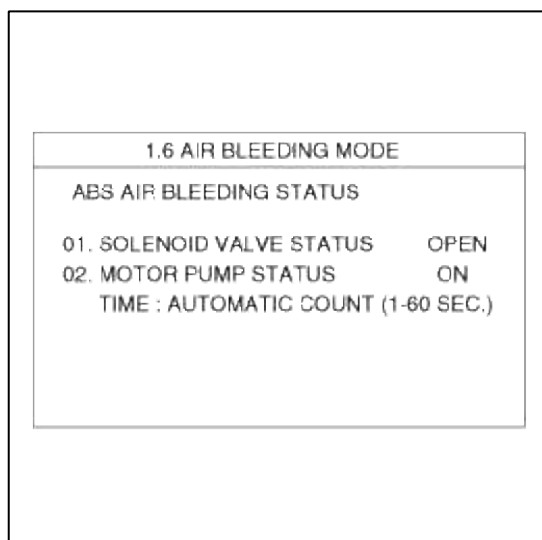 1.6 AIR BLEEDING MODE
ABS AIR BLEEDING STATUS
01. SOLENOID VALVE STATUS OPEN
02. MOTOR PUMP STATUS ON
TIME : AUTOMATIC COUNT (1-60 SEC.)